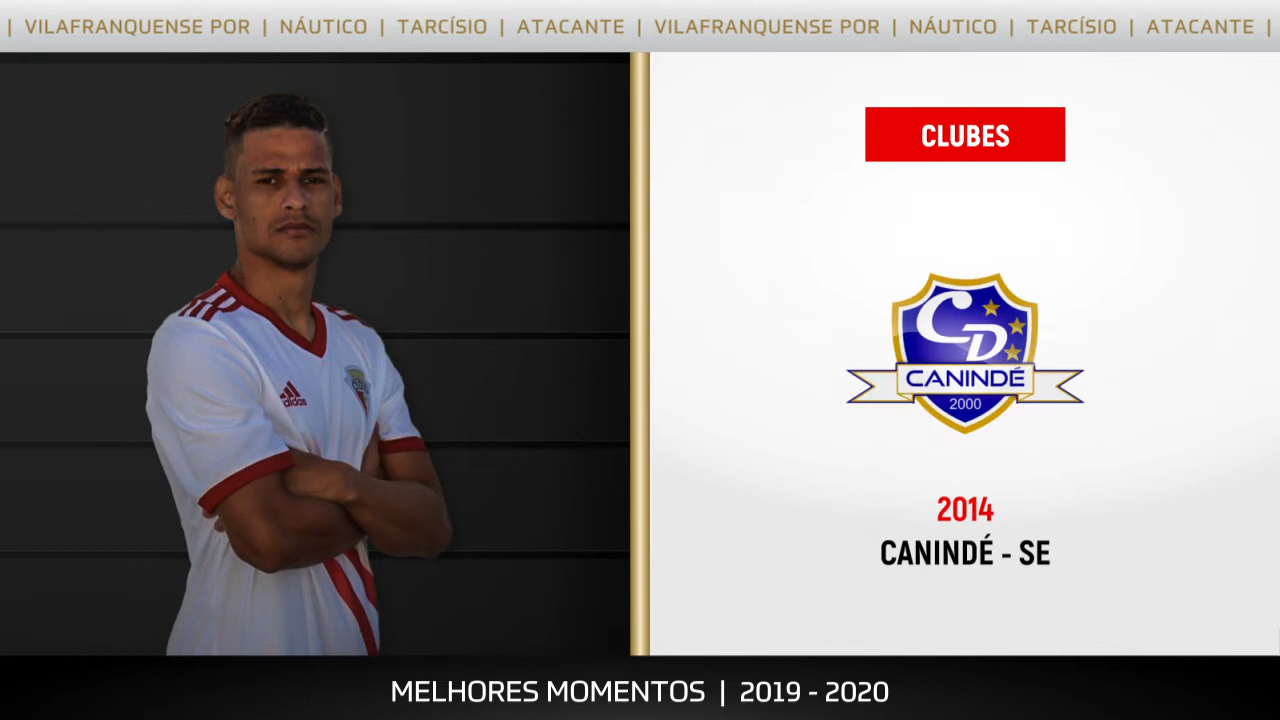 | VILAFRANQUENSE POR | NÁUTICO | TARCÍSIO | ATACANTE | VILAFRANQUENSE POR | NÁUTICO | TARCÍSIO | ATACANTE |
CLUBES
CD
CANINDÉ
2000
adidas
2014
CANINDÉ - SE
MELHORES MOMENTOS | 2019 - 2020